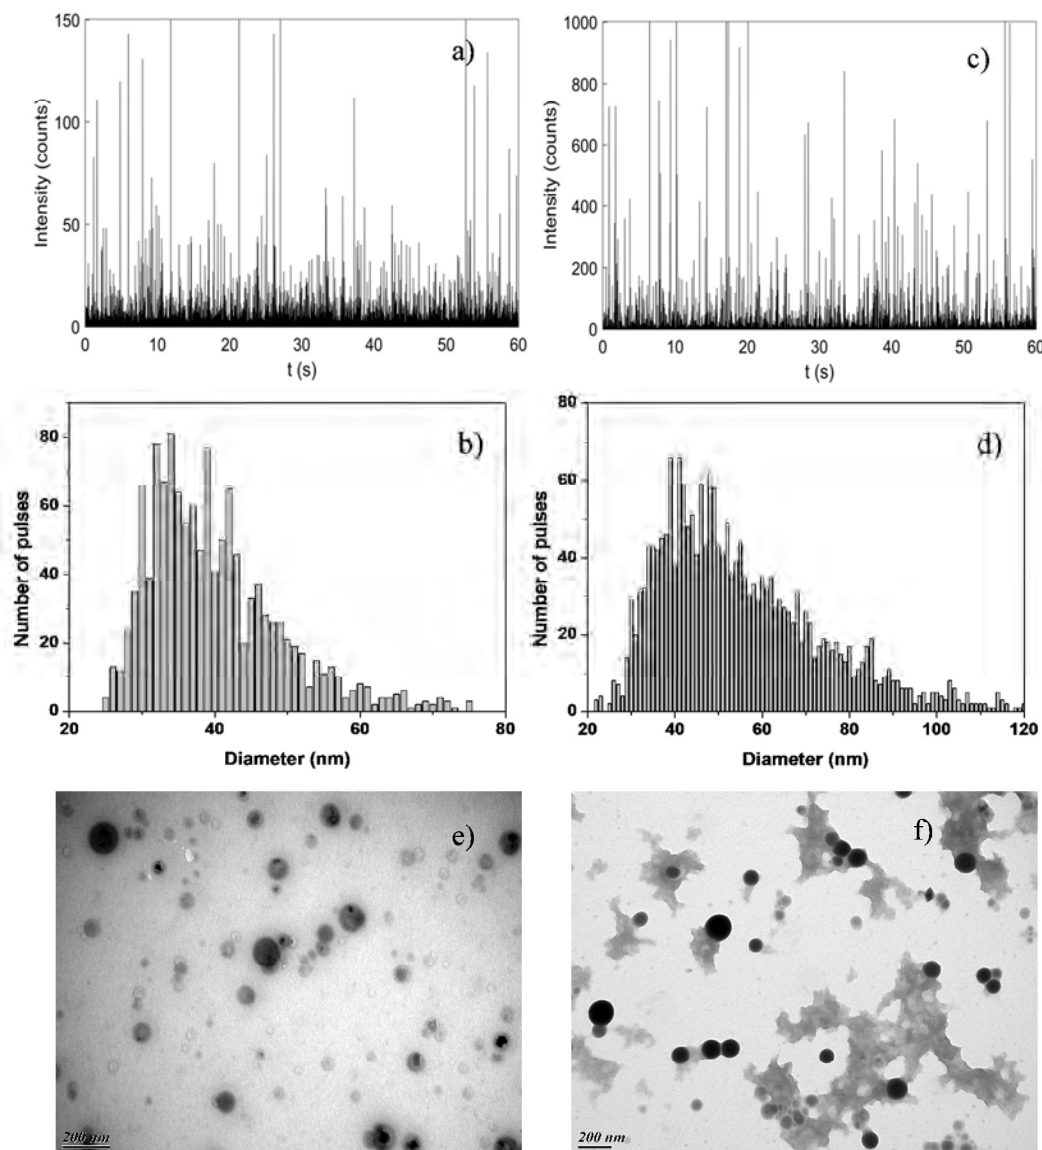 a)
Intensity (counts)
150
100
50
0
0 10 20 30 40 50 60
t (s)
c)
Intensity (counts)
1000
800
600
400
200
0
0 10 20 30 40 50 60
t (s)
b)
Number of pulses
80
60
40
20
0
20 40 60 80
Diameter (nm)
d)
Number of pulses
80
60
40
20
0
20 40 60 80 100 120
Diameter (nm)
e)
200 nm
f)
200 nm